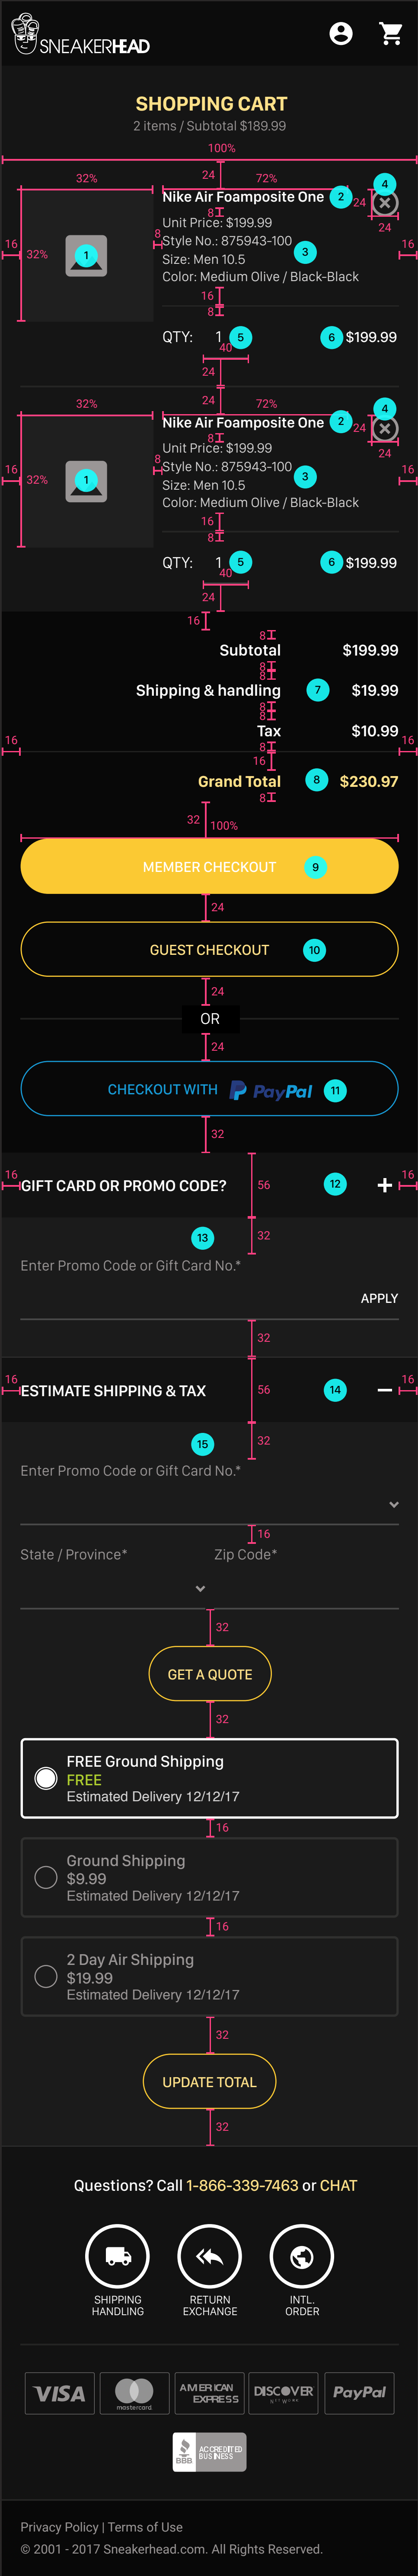 SNEAKERHEAD
SHOPPING CART
2 items / Subtotal $189.99
100%
32%
24
72%
Nike Air Foamposite One
2
4
24
8
Unit Price: $199.99
24
8
Style No.: 875943-100
16
32%
1
3
16
Size: Men 10.5
Color: Medium Olive / Black-Black
16
8
QTY:
1
5
6
$199.99
40
24
32%
24
72%
Nike Air Foamposite One
2
4
24
8
Unit Price: $199.99
24
8
Style No.: 875943-100
16
32%
1
3
16
Size: Men 10.5
Color: Medium Olive / Black-Black
16
8
QTY:
1
5
6
$199.99
40
24
16
8
Subtotal
$199.99
8
8
Shipping & handling
7
$19.99
8
8
Tax
$10.99
16
8
16
16
Grand Total
8
$230.97
8
32
100%
MEMBER CHECKOUT
9
24
GUEST CHECKOUT
10
24
OR
24
CHECKOUT WITH
PayPal
11
32
16
GIFT CARD OR PROMO CODE?
56
12
16
13
32
Enter Promo Code or Gift Card No.*
APPLY
32
16
ESTIMATE SHIPPING & TAX
56
14
16
15
32
Enter Promo Code or Gift Card No.*
16
State / Province*
Zip Code*
32
GET A QUOTE
32
FREE Ground Shipping
FREE
Estimated Delivery 12/12/17
16
Ground Shipping
$9.99
Estimated Delivery 12/12/17
16
2 Day Air Shipping
$19.99
Estimated Delivery 12/12/17
32
UPDATE TOTAL
32
Questions? Call 1-866-339-7463 or CHAT
SHIPPING
HANDLING
RETURN
EXCHANGE
INTL.
ORDER
VISA
mastercard
AMERICAN
EXPRESS
DISCOVER
NETWORK
PayPal
BBB
ACCREDITED
BUSINESS
Privacy Policy | Terms of Use
© 2001 - 2017 Sneakerhead.com. All Rights Reserved.